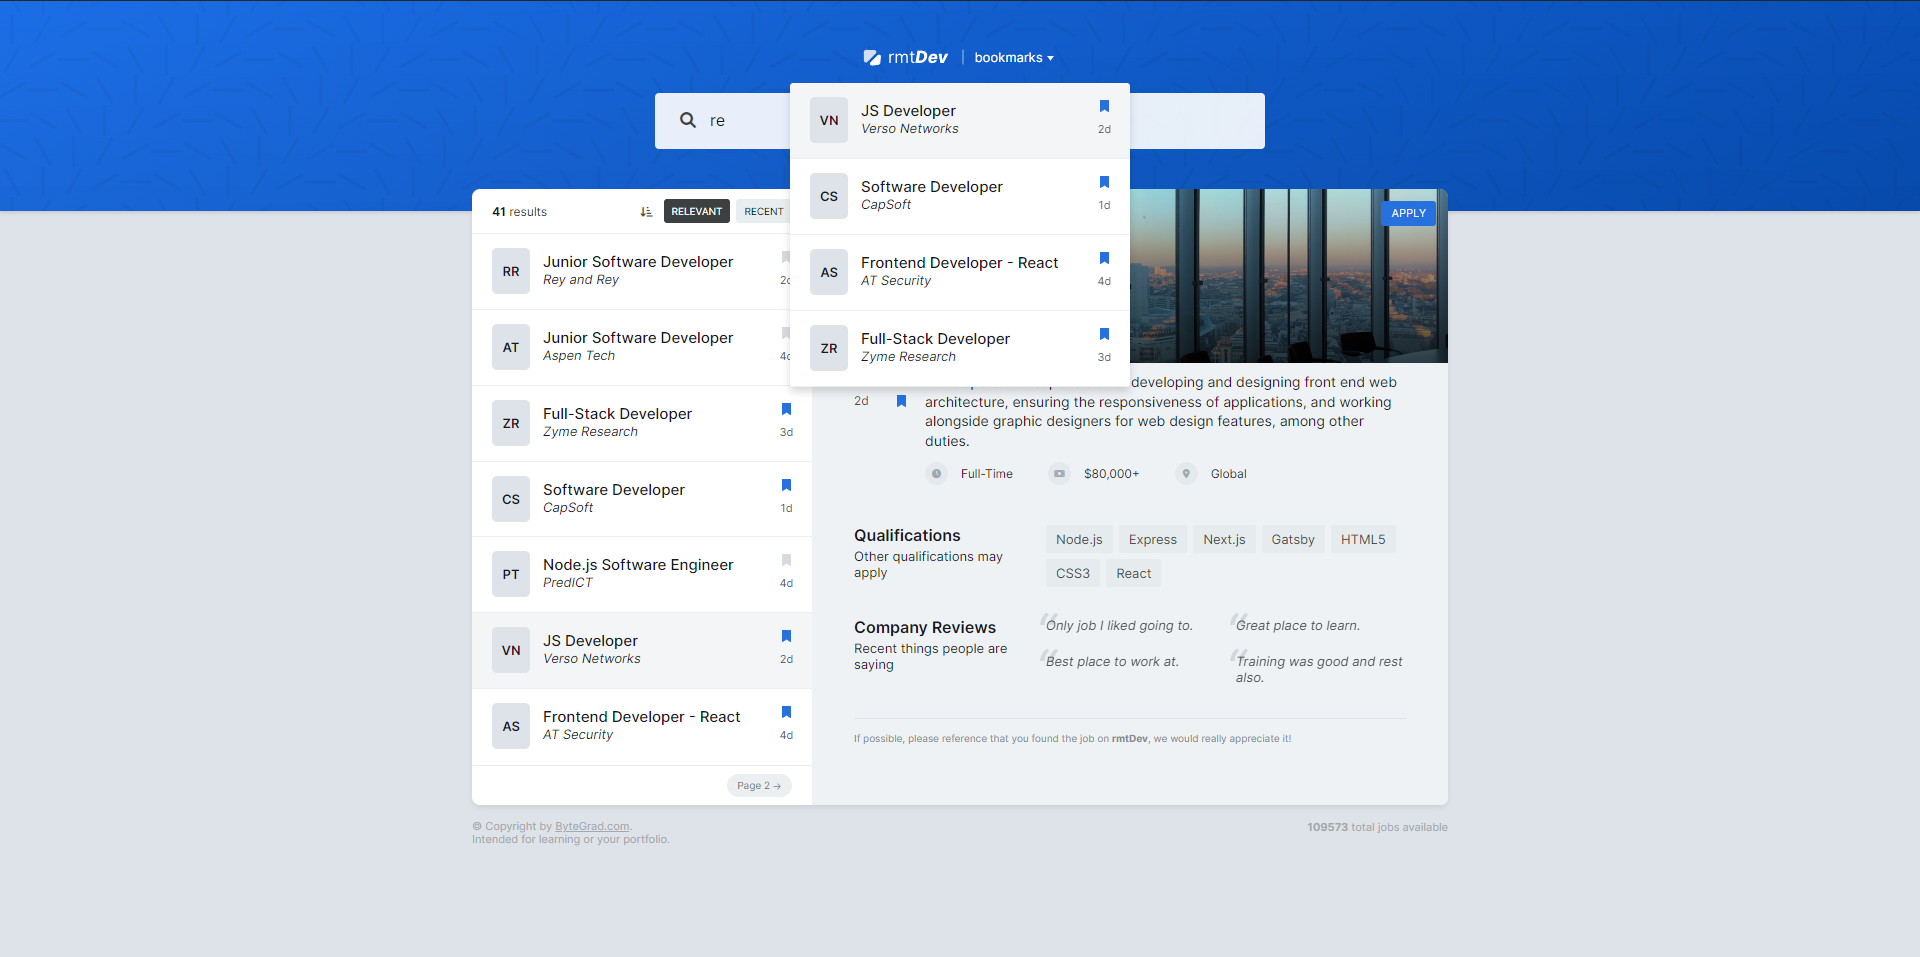 rmtDev
bookmarks
re
VN
JS Developer
Verso Networks
2d
CS
Software Developer
CapSoft
1d
AS
Frontend Developer - React
AT Security
4d
ZR
Full-Stack Developer
Zyme Research
3d
41 results
RELEVANT
RECENT
RR
Junior Software Developer
Rey and Rey
AT
Junior Software Developer
Aspen Tech
ZR
Full-Stack Developer
Zyme Research
3d
CS
Software Developer
CapSoft
1d
PT
Node.js Software Engineer
PredICT
4d
VN
JS Developer
Verso Networks
2d
AS
Frontend Developer - React
AT Security
4d
Page 2 →
APPLY
2d
developing and designing front end web
architecture, ensuring the responsiveness of applications, and working
alongside graphic designers for web design features, among other
duties.
Full-Time
$80,000+
Global
Qualifications
Other qualifications may
apply
Node.js
Express
Next.js
Gatsby
HTML5
CSS3
React
Company Reviews
Recent things people are
saying
“Only job I liked going to.
“Great place to learn.
“Best place to work at.
“Training was good and rest
also.
If possible, please reference that you found the job on rmtDev, we would really appreciate it!
© Copyright by ByteGrad.com.
Intended for learning or your portfolio.
109573 total jobs available